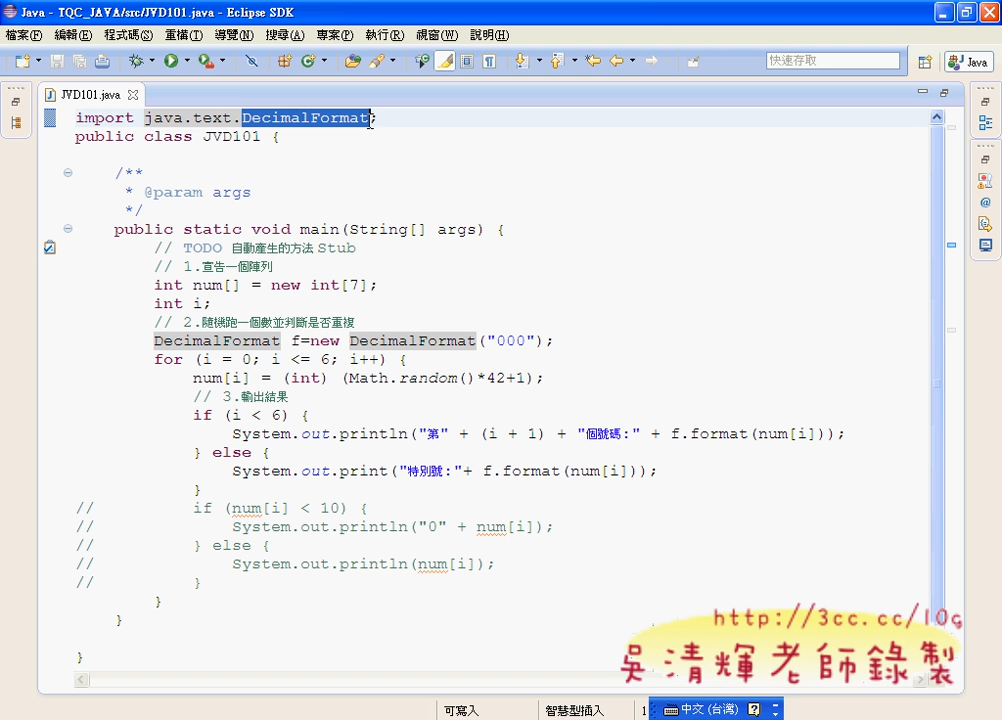 Java - TQC_JAVA/src/JVD101.java - Eclipse SDK
檔案(F) 編輯(E) 程式碼(S) 重構(T) 導覽(N) 搜尋(A) 專案(P) 執行(R) 視窗(W) 說明(H)
快速存取 Java
JVD101.java
import java.text.DecimalFormat;
public class JVD101 {
/**
* @param args
*/
public static void main(String[] args) {
// TODO 自動產生的方法 Stub
// 1.宣告一個陣列
int num[] = new int[7];
int i;
// 2.隨機跑一個數並判斷是否重複
DecimalFormat f=new DecimalFormat("000");
for (i = 0; i <= 6; i++) {
num[i] = (int) (Math.random()*42+1);
// 3.輸出結果
if (i < 6) {
System.out.println("第" + (i + 1) + "個號碼:" + f.format(num[i]));
} else {
System.out.print("特別號:"+ f.format(num[i]));
}
// if (num[i] < 10) {
// System.out.println("0" + num[i]);
// } else {
// System.out.println(num[i]);
// }
}
}
}
http://3cc.cc/10g
吳清輝老師錄製
可寫入 智慧型插入 1 中文 (台灣)